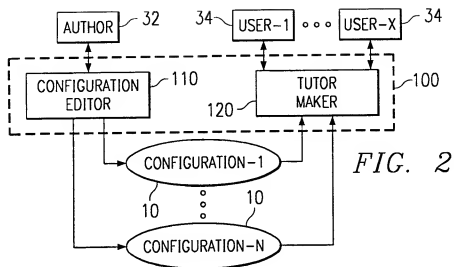 AUTHOR 32 34 USER-1 USER-X 34
110 100
CONFIGURATION EDITOR 120 TUTOR MAKER
CONFIGURATION-1
10 10
CONFIGURATION-N
FIG. 2